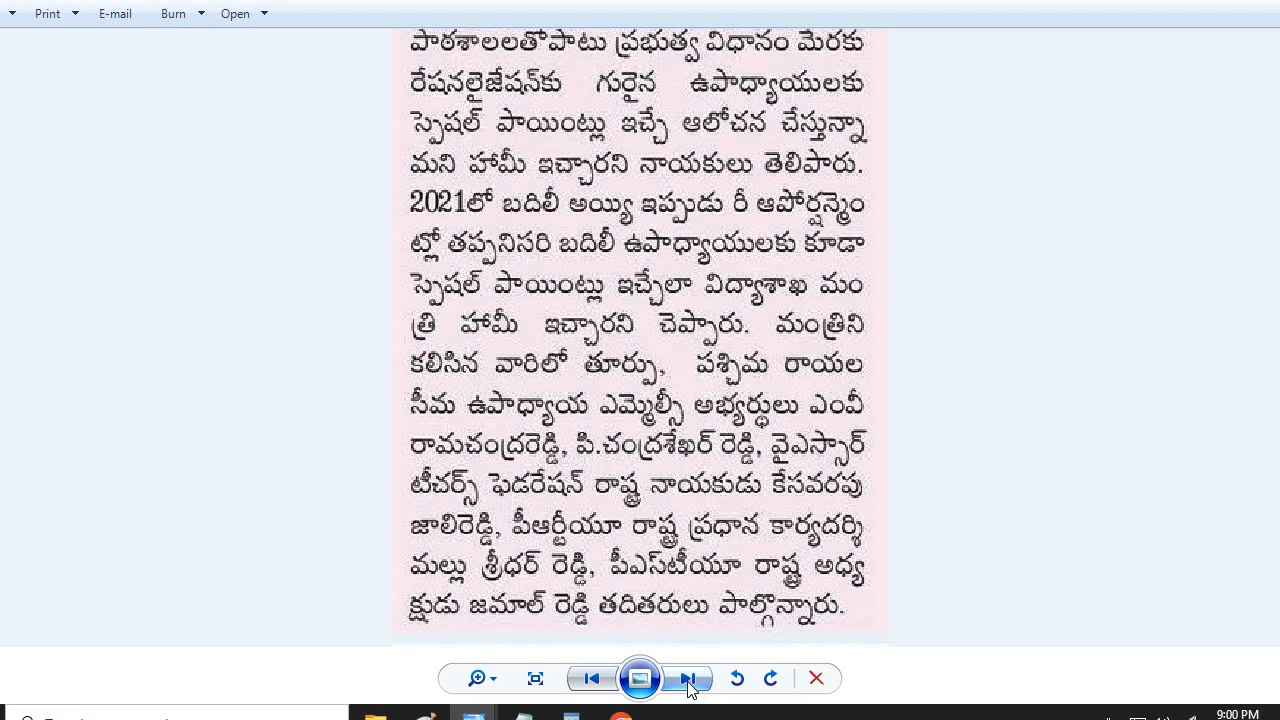 Print E-mail Burn Open
పాఠశాలలతోపాటు ప్రభుత్వ విధానం మేరకు
రేషనలైజేషన్‌కు గురైన ఉపాధ్యాయులకు
స్పెషల్ పాయింట్లు ఇచ్చే ఆలోచన చేస్తున్నా
మని హామీ ఇచ్చారని నాయకులు తెలిపారు.
2021లో బదిలీ అయ్యి ఇప్పుడు రీ ఆపోర్షన్మెం
ట్లో తప్పనిసరి బదిలీ ఉపాధ్యాయులకు కూడా
స్పెషల్ పాయింట్లు ఇచ్చేలా విద్యాశాఖ మం
త్రి హామీ ఇచ్చారని చెప్పారు. మంత్రిని
కలిసిన వారిలో తూర్పు, పశ్చిమ రాయల
సీమ ఉపాధ్యాయ ఎమ్మెల్సీ అభ్యర్థులు ఎంవీ
రామచంద్రరెడ్డి, పి.చంద్రశేఖర్ రెడ్డి, వైఎస్సార్
టీచర్స్ ఫెడరేషన్ రాష్ట్ర నాయకుడు కేసవరపు
జాలిరెడ్డి, పీఆర్టీయూ రాష్ట్ర ప్రధాన కార్యదర్శి
మల్లు శ్రీధర్ రెడ్డి, పీఎస్‌టీయూ రాష్ట్ర అధ్య
క్షుడు జమాల్ రెడ్డి తదితరులు పాల్గొన్నారు.
9:00 PM